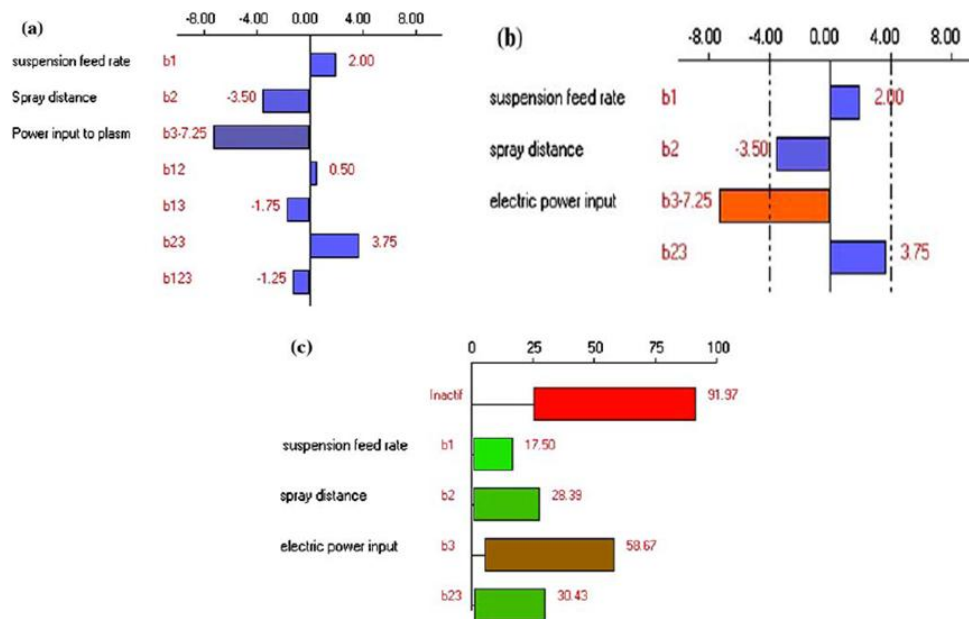 (a)
-8.00 -4.00 0.00 4.00 8.00
suspension feed rate b1 2.00
Spray distance b2 -3.50
Power input to plasm b3-7.25
b12 0.50
b13 -1.75
b23 3.75
b123 -1.25
(b)
-8.00 -4.00 0.00 4.00 8.00
suspension feed rate b1 2.00
spray distance b2 -3.50
electric power input b3-7.25
b23 3.75
(c)
0 25 50 75 100
Inactif 91.97
suspension feed rate b1 17.50
spray distance b2 28.39
electric power input b3 58.67
b23 30.43